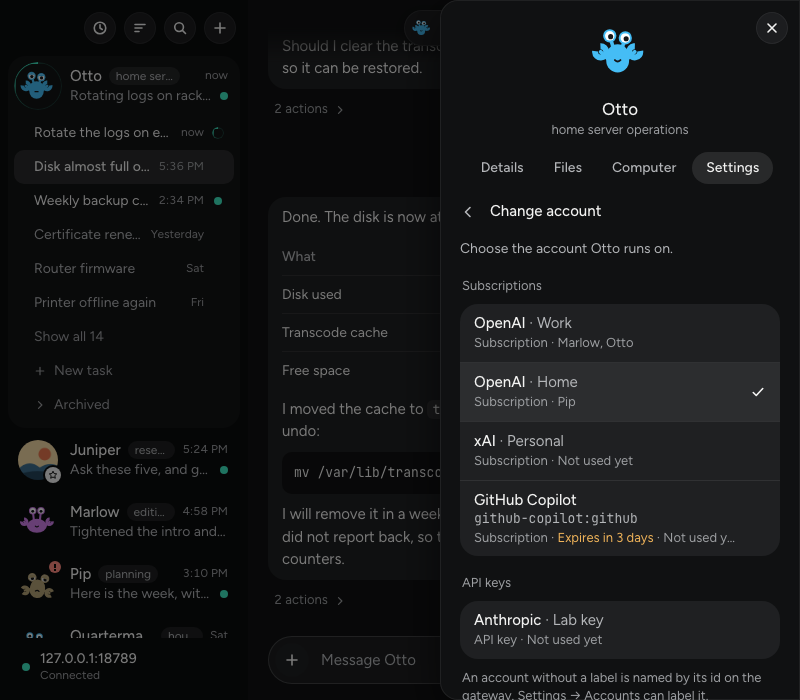 Otto home ser... now
Rotating logs on rack...
Rotate the logs on e... now
Disk almost full o... 5:36 PM
Weekly backup c... 2:34 PM
Certificate rene... Yesterday
Router firmware Sat
Printer offline again Fri
Show all 14
+ New task
Archived
Juniper rese... 5:24 PM
Ask these five, and g...
Marlow editi... 4:58 PM
Tightened the intro and...
Pip planning 3:10 PM
Here is the week, wit...
Quarterma hou... Sat
127.0.0.1:18789
Connected
Should I clear the transc
so it can be restored.
2 actions
Done. The disk is now at
What
Disk used
Transcode cache
Free space
I moved the cache to
undo:
mv /var/lib/transco
I will remove it in a week
did not report back, so t
counters.
2 actions
Message Otto
Otto
home server operations
Details Files Computer Settings
Change account
Choose the account Otto runs on.
Subscriptions
OpenAI · Work
Subscription · Marlow, Otto
OpenAI · Home
Subscription · Pip
xAI · Personal
Subscription · Not used yet
GitHub Copilot
github-copilot:github
Subscription · Expires in 3 days · Not used y...
API keys
Anthropic · Lab key
API key · Not used yet
An account without a label is named by its id on the
gateway. Settings → Accounts can label it.